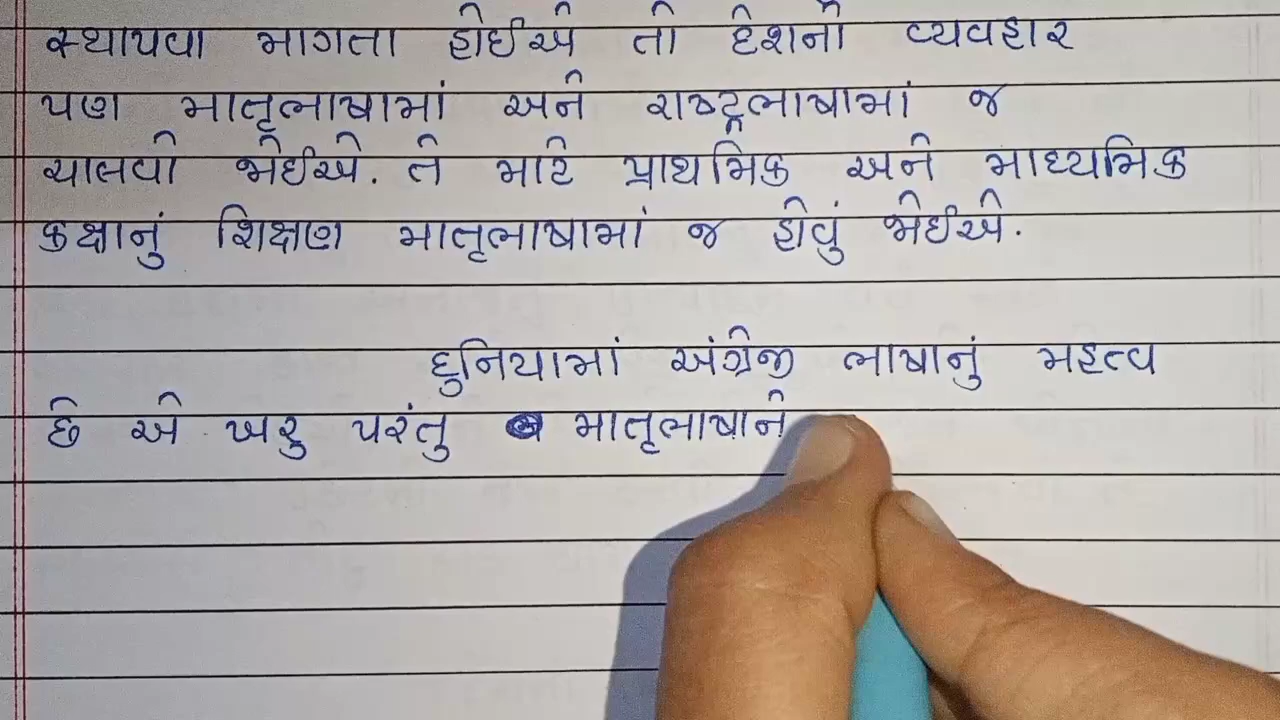 સ્થાપવા માગતા હોઈએ તો દેશનો વ્યવહાર
પણ માતૃભાષામાં અને રાષ્ટ્રભાષામાં જ
ચાલવો જોઈએ. તે માટે પ્રાથમિક અને માધ્યમિક
કક્ષાનું શિક્ષણ માતૃભાષામાં જ હોવું જોઈએ.
દુનિયામાં અંગ્રેજી ભાષાનું મહત્વ
છે એ ખરુ પરંતુ માતૃભાષાને